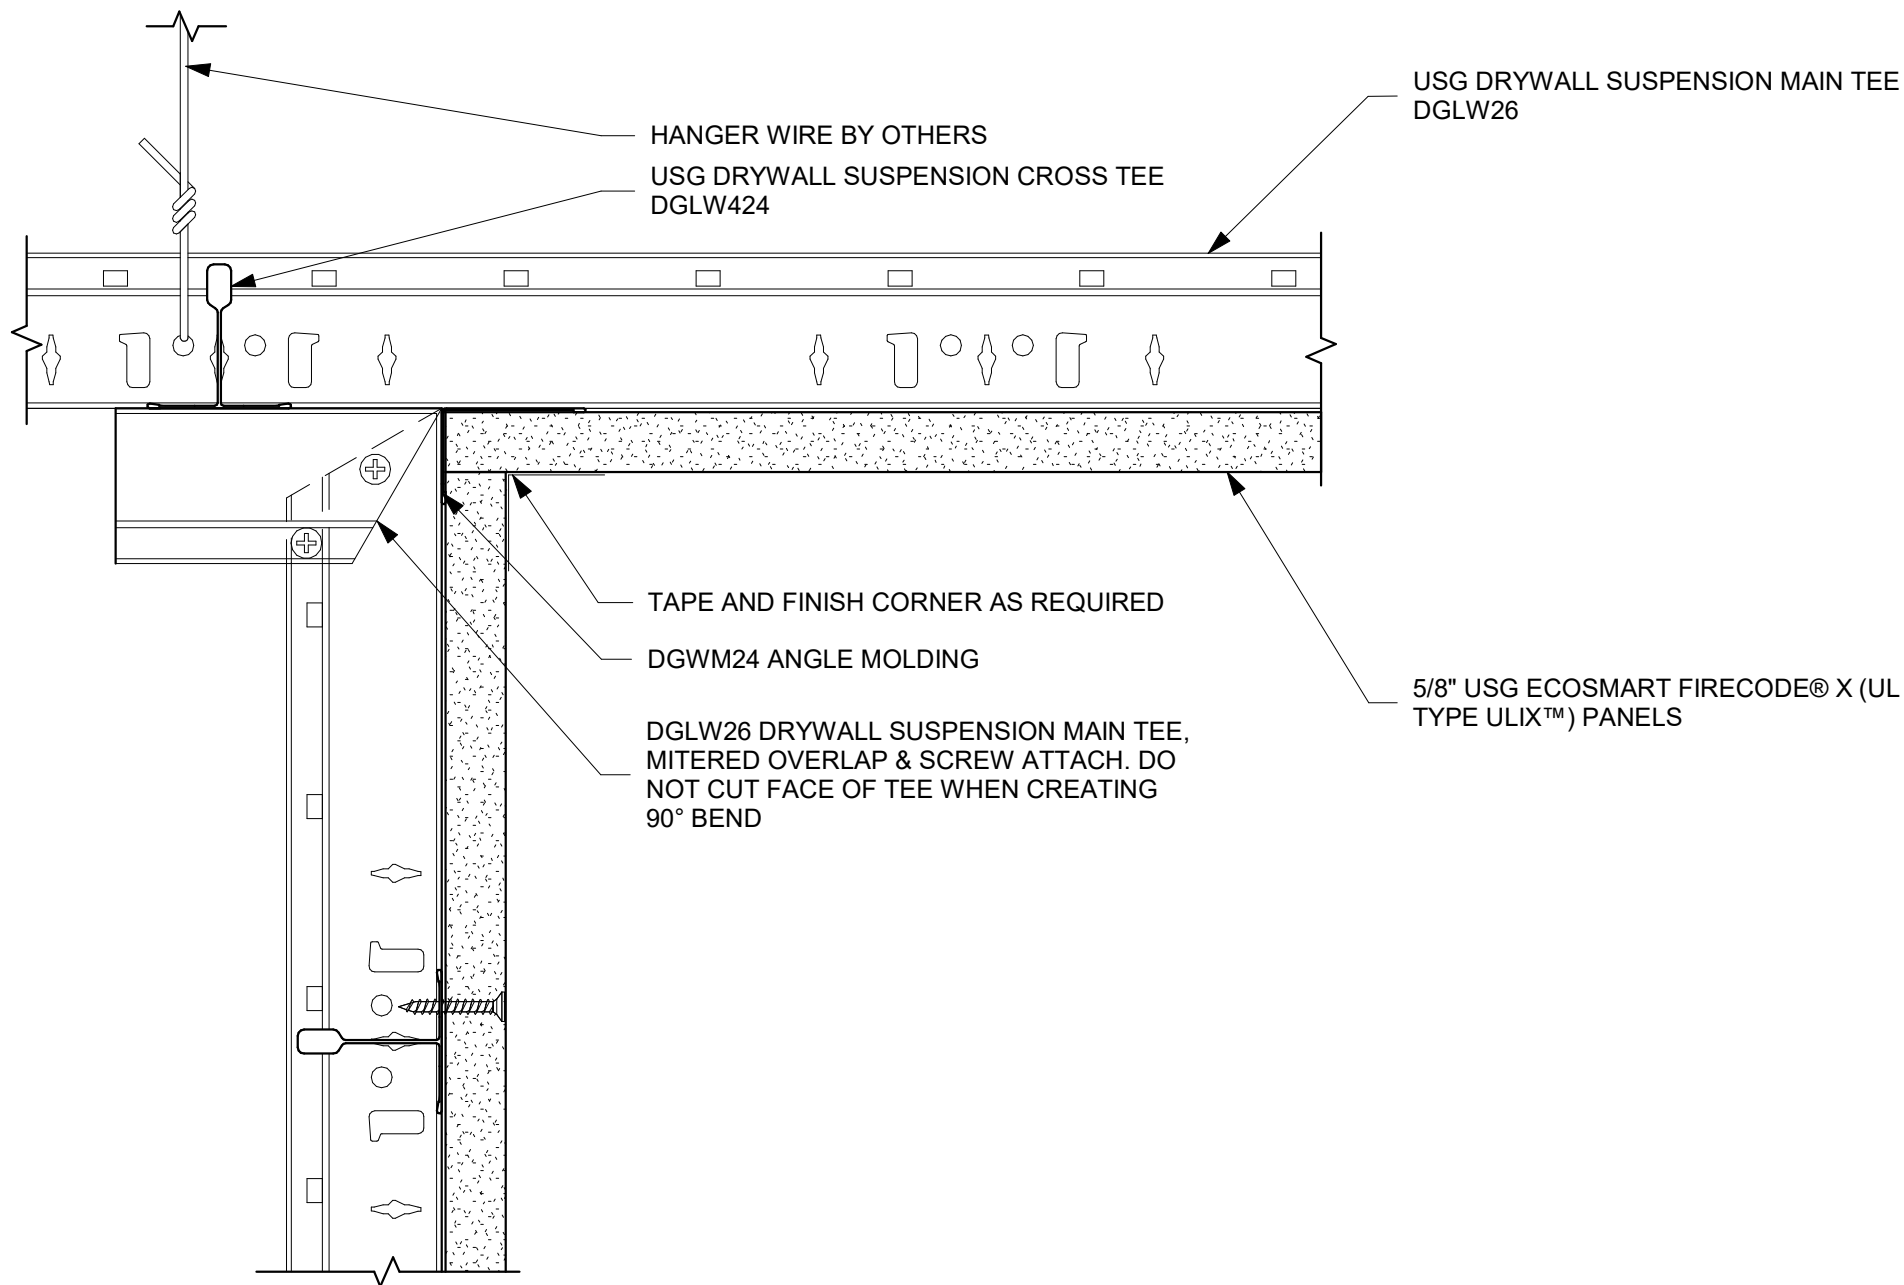 USG DRYWALL SUSPENSION MAIN TEE
DGLW26
HANGER WIRE BY OTHERS
USG DRYWALL SUSPENSION CROSS TEE
DGLW424
TAPE AND FINISH CORNER AS REQUIRED
DGWM24 ANGLE MOLDING
5/8" USG ECOSMART FIRECODE® X (UL
TYPE ULIX™) PANELS
DGLW26 DRYWALL SUSPENSION MAIN TEE,
MITERED OVERLAP & SCREW ATTACH. DO
NOT CUT FACE OF TEE WHEN CREATING
90° BEND